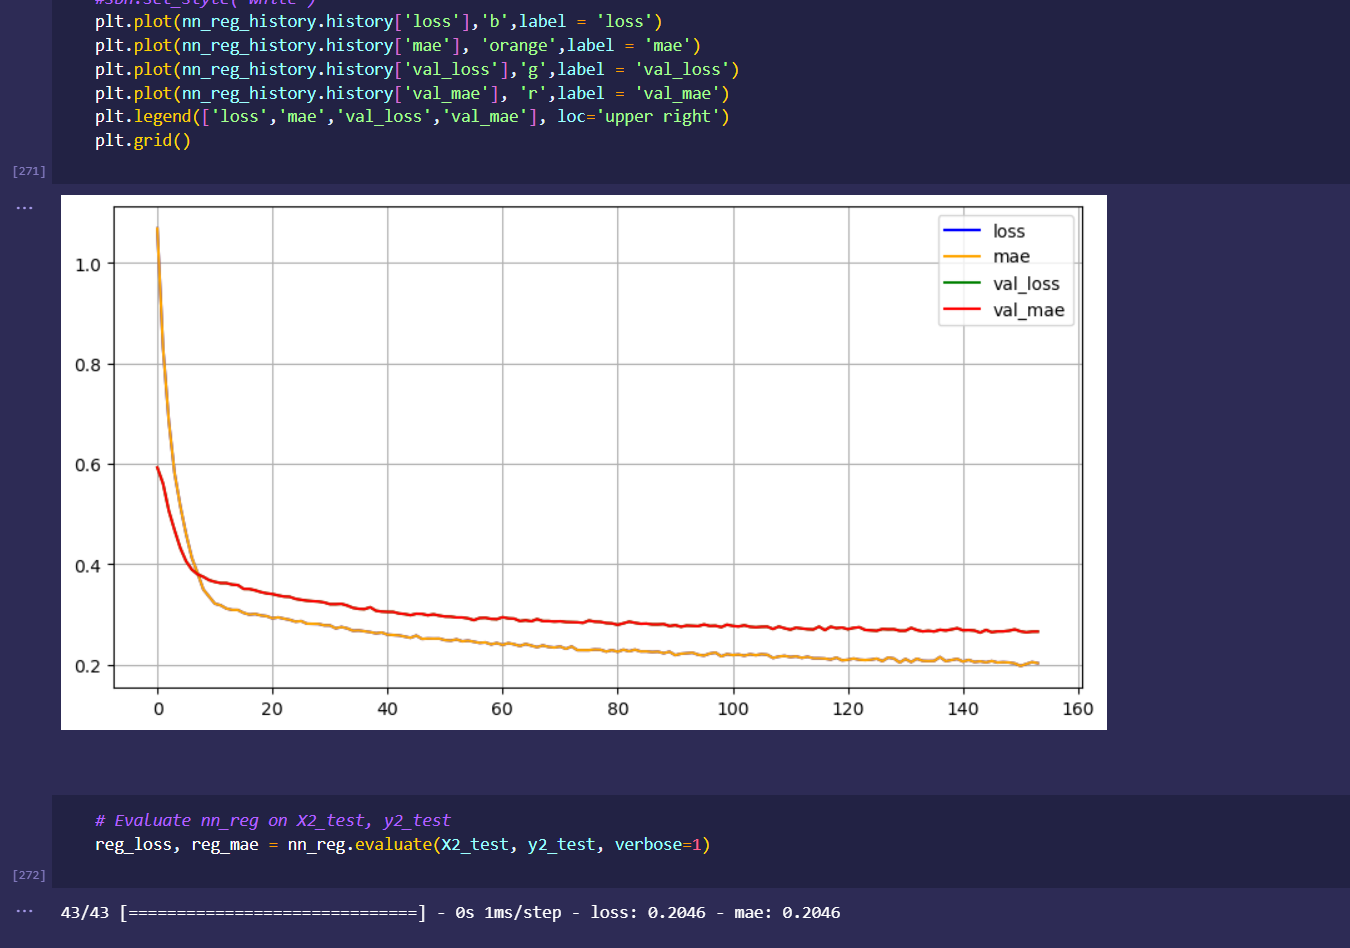 #sbn.set_style('white')
plt.plot(nn_reg_history.history['loss'],'b',label = 'loss')
plt.plot(nn_reg_history.history['mae'], 'orange',label = 'mae')
plt.plot(nn_reg_history.history['val_loss'],'g',label = 'val_loss')
plt.plot(nn_reg_history.history['val_mae'], 'r',label = 'val_mae')
plt.legend(['loss','mae','val_loss','val_mae'], loc='upper right')
plt.grid()
[271]
...
loss
mae
val_loss
val_mae
1.0
0.8
0.6
0.4
0.2
0 20 40 60 80 100 120 140 160
# Evaluate nn_reg on X2_test, y2_test
reg_loss, reg_mae = nn_reg.evaluate(X2_test, y2_test, verbose=1)
[272]
...
43/43 [==============================] - 0s 1ms/step - loss: 0.2046 - mae: 0.2046